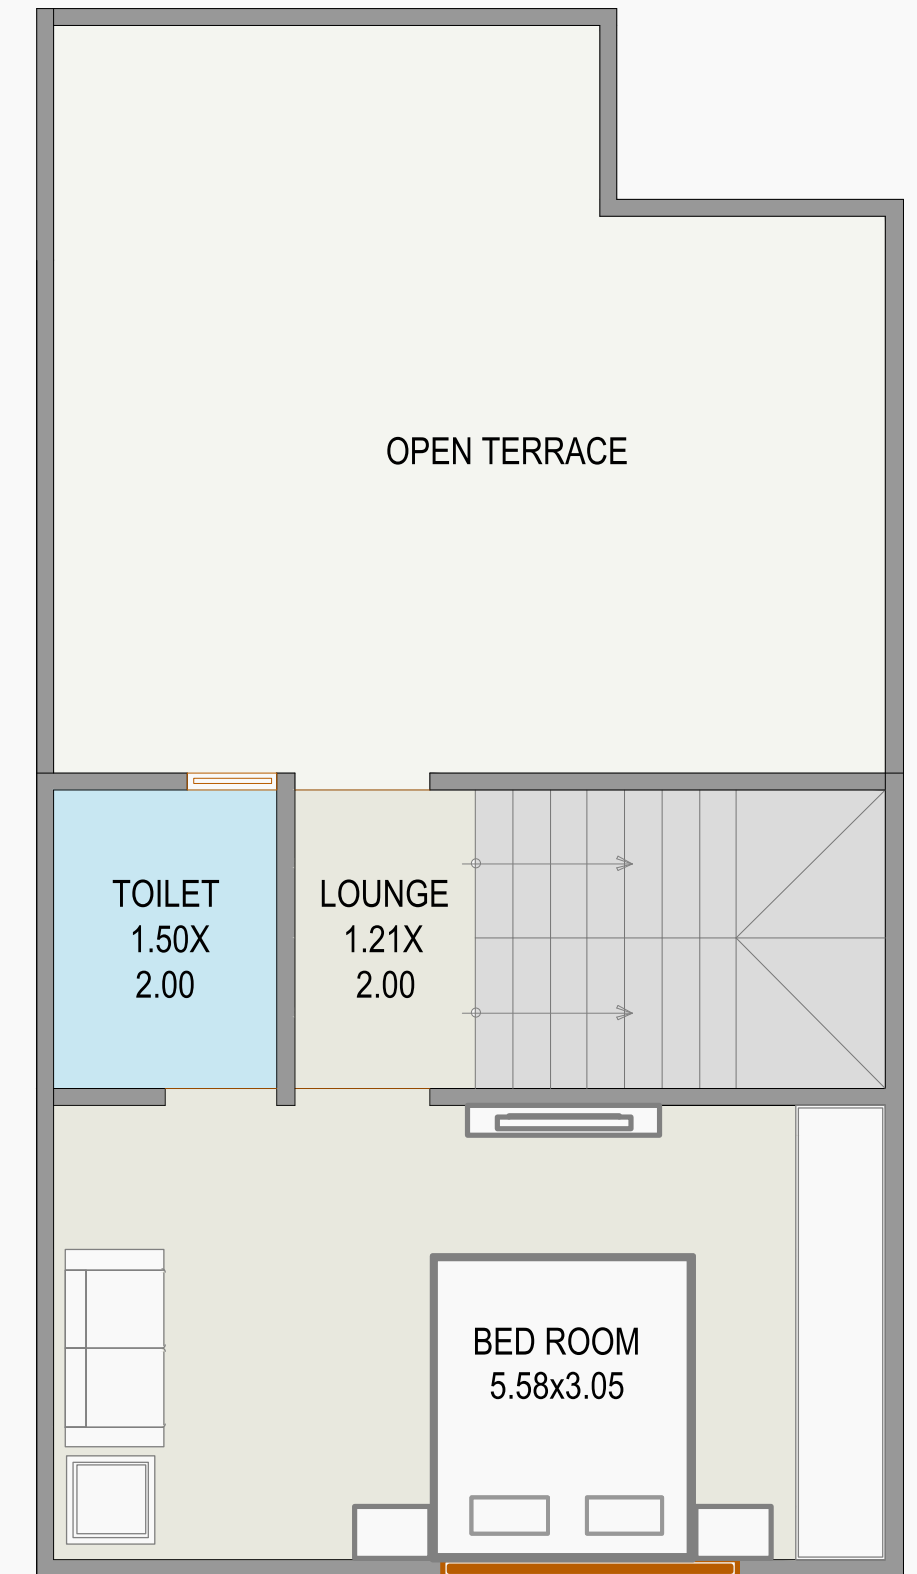 OPEN TERRACE
TOILET
1.50X
2.00
LOUNGE
1.21X
2.00
BED ROOM
5.58x3.05